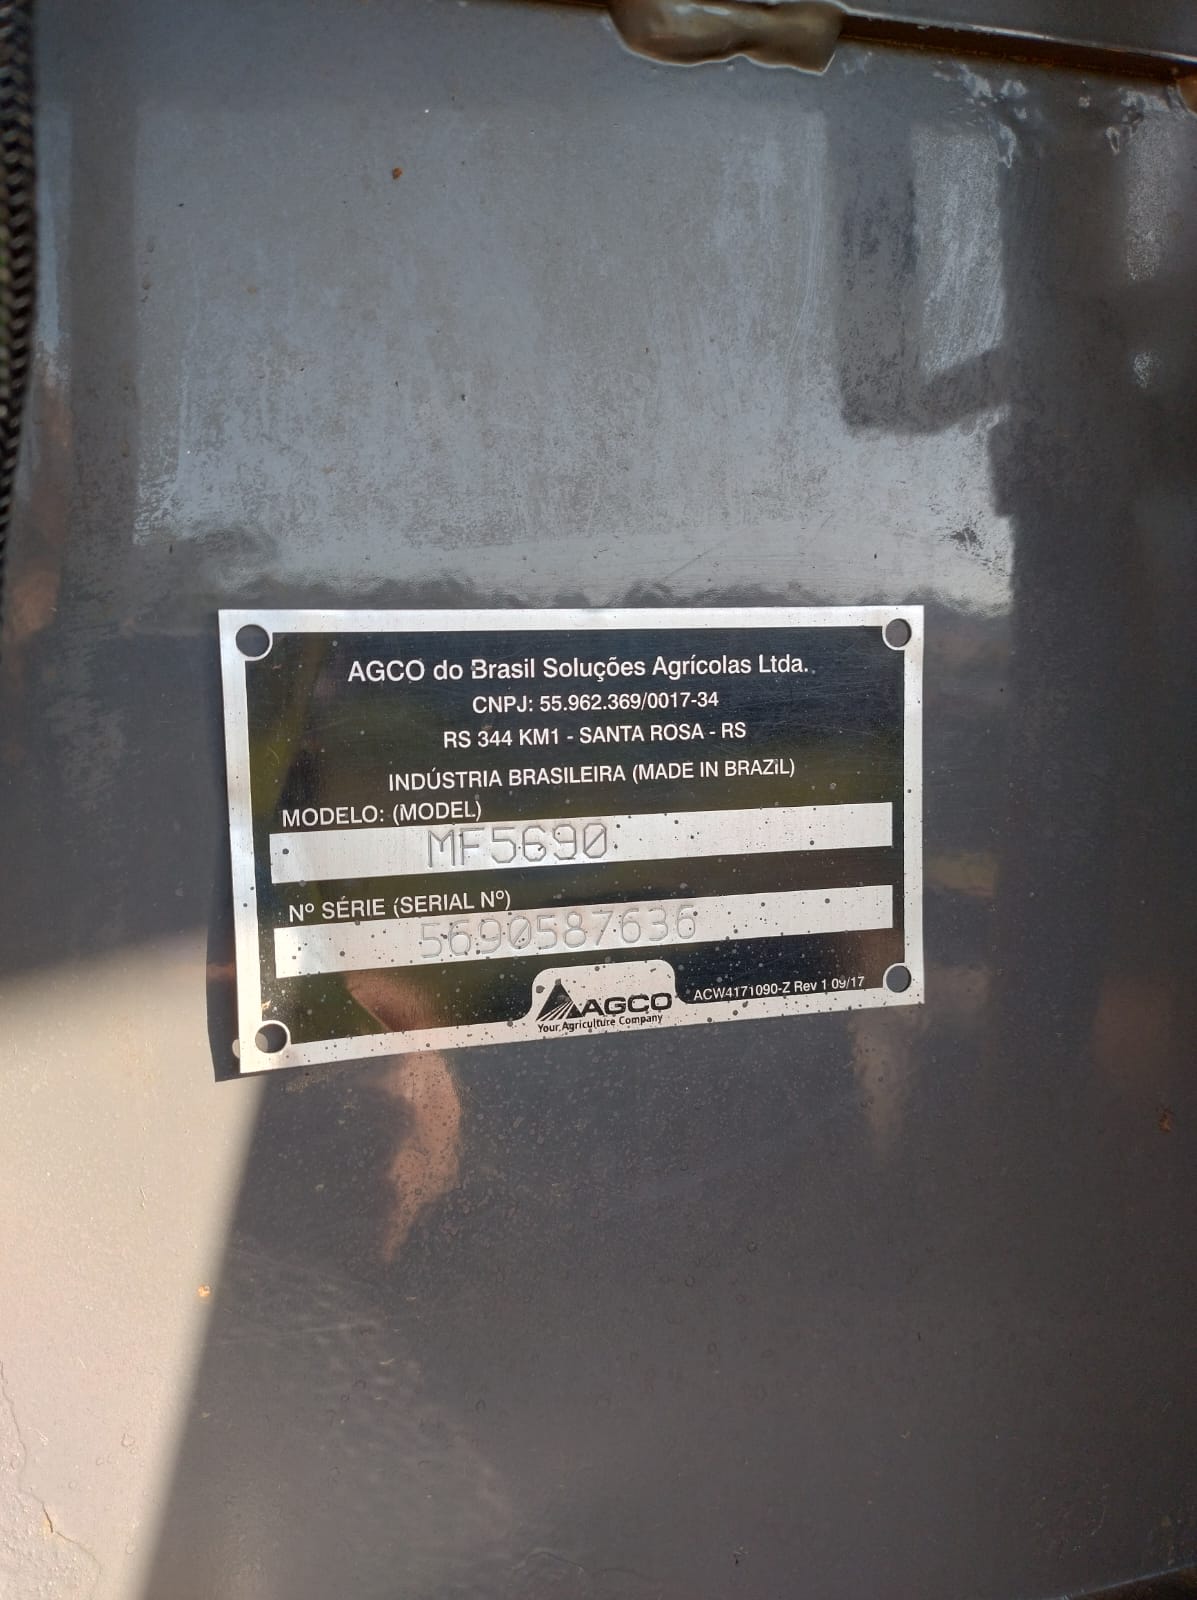 AGCO do Brasil Soluções Agrícolas Ltda.
CNPJ: 55.962.369/0017-34
RS 344 KM1 - SANTA ROSA - RS
INDÚSTRIA BRASILEIRA (MADE IN BRAZIL)
MODELO: (MODEL)
MF5690
Nº SÉRIE (SERIAL Nº)
5690587636
AGCO
Your Agriculture Company
ACW4171090-Z Rev 1 09/17